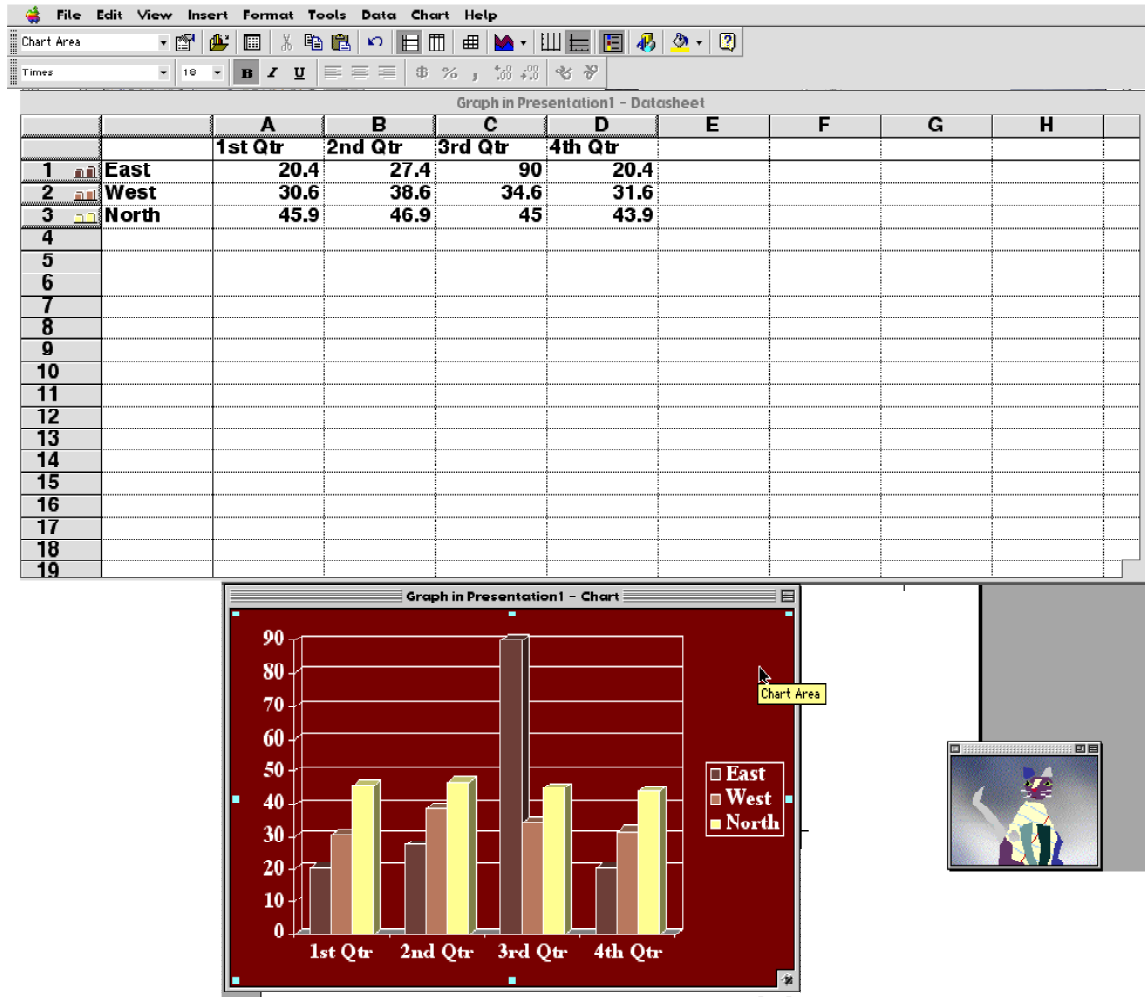 File Edit View Insert Format Tools Data Chart Help
Chart Area
Times 18 B I U % ,
Graph in Presentation1 - Datasheet
A B C D E F G H
1st Qtr 2nd Qtr 3rd Qtr 4th Qtr
1 East 20.4 27.4 90 20.4
2 West 30.6 38.6 34.6 31.6
3 North 45.9 46.9 45 43.9
4
5
6
7
8
9
10
11
12
13
14
15
16
17
18
19
Graph in Presentation1 - Chart
90
80
70
60
50
40
30
20
10
0
1st Qtr 2nd Qtr 3rd Qtr 4th Qtr
East
West
North
Chart Area